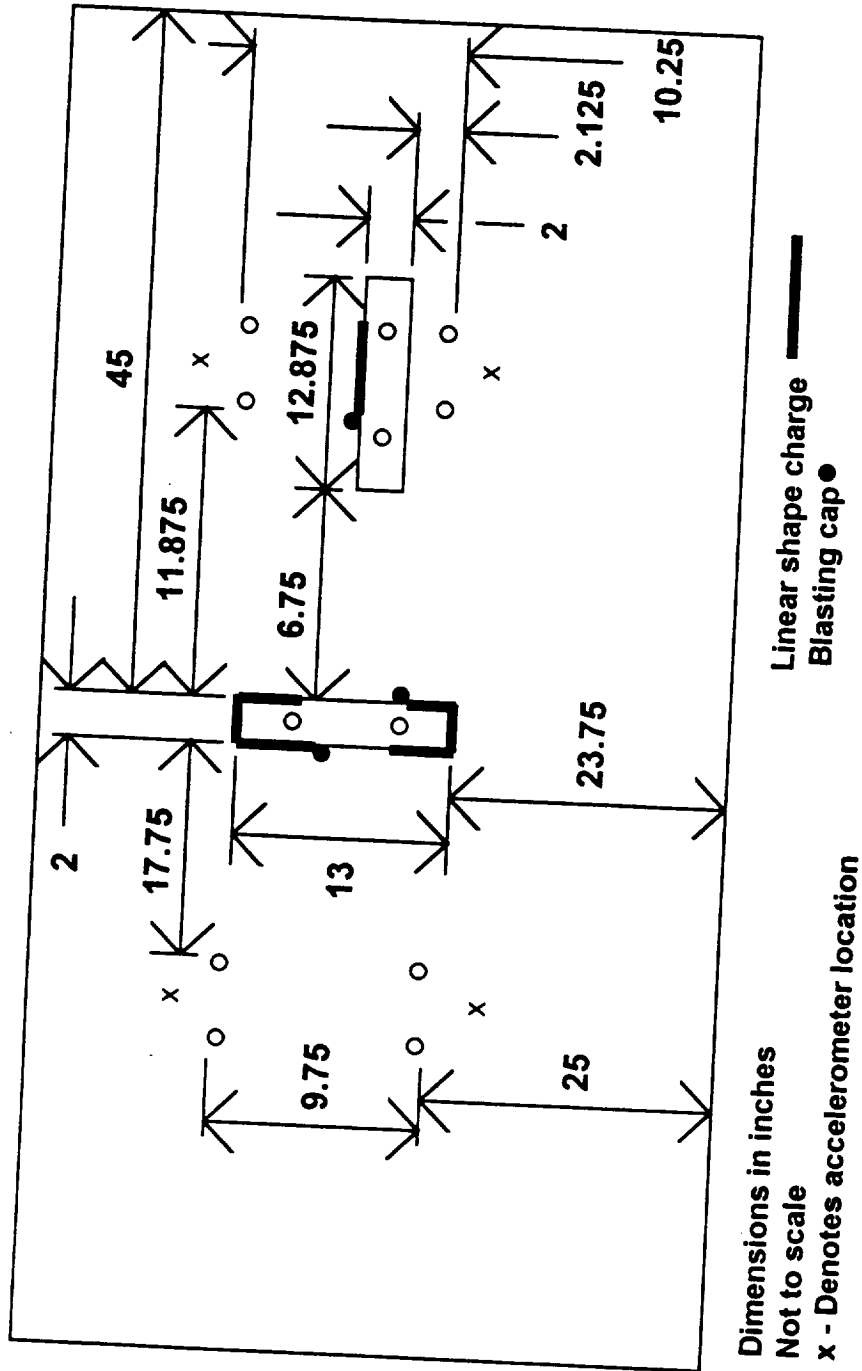 45
11.875
2
17.75
10.25
2.125
2
12.875
6.75
13
9.75
23.75
25
x
x
x
x
Linear shape charge
Blasting cap
Dimensions in inches
Not to scale
x - Denotes accelerometer location